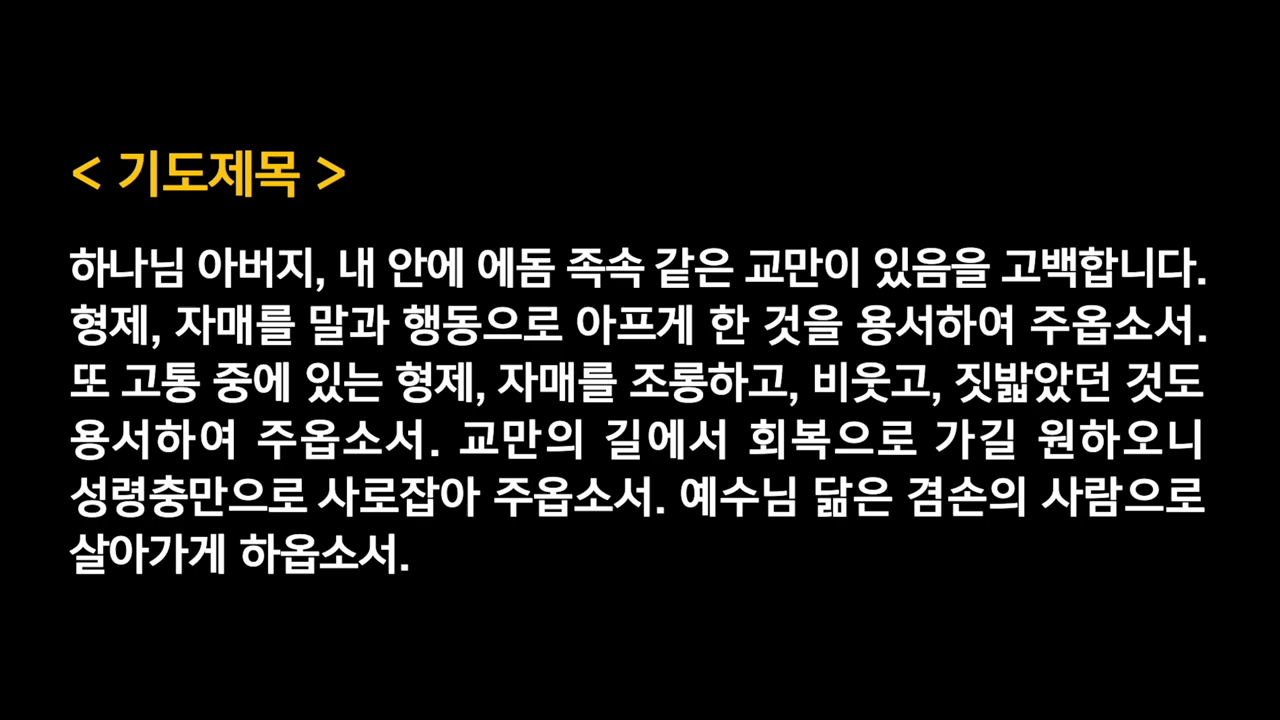 < 기도제목 >
하나님 아버지, 내 안에 에돔 족속 같은 교만이 있음을 고백합니다.
형제, 자매를 말과 행동으로 아프게 한 것을 용서하여 주옵소서.
또 고통 중에 있는 형제, 자매를 조롱하고, 비웃고, 짓밟았던 것도
용서하여 주옵소서. 교만의 길에서 회복으로 가길 원하오니
성령충만으로 사로잡아 주옵소서. 예수님 닮은 겸손의 사람으로
살아가게 하옵소서.